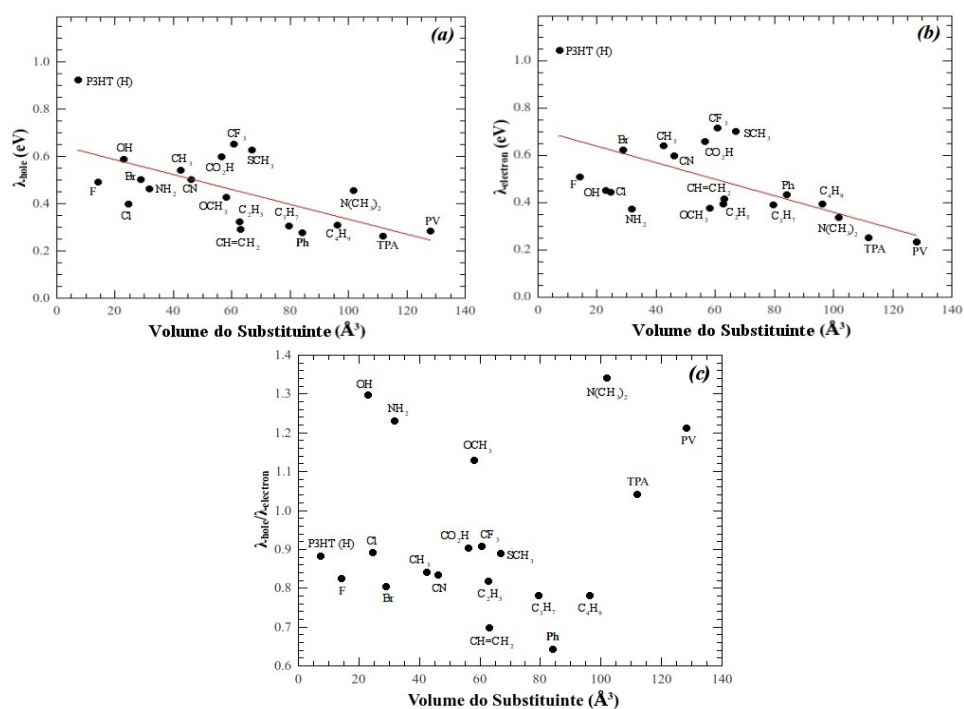 (a)
λ-hole (eV)
1.0
0.8
0.6
0.4
0.2
0.0
P3HT (H)
OH
F
Cl
Br
NH2
CH3
CN
CO2H
CF3
SCH3
OCH3
C2H5
CH=CH2
C3H7
Ph
N(CH3)2
C4H9
TPA
PV
0 20 40 60 80 100 120 140
Volume do Substituinte (Å³)
(b)
λ-electron (eV)
1.0
0.8
0.6
0.4
0.2
0.0
P3HT (H)
F
OH
Cl
Br
NH2
CH3
CN
CF3
CO2H
SCH3
CH=CH2
OCH3
C2H5
Ph
C3H7
C4H9
N(CH3)2
TPA
PV
0 20 40 60 80 100 120 140
Volume do Substituinte (Å³)
(c)
λ-hole/λ-electron
1.4
1.3
1.2
1.1
1.0
0.9
0.8
0.7
0.6
OH
NH2
N(CH3)2
PV
OCH3
TPA
P3HT (H)
Cl
F
Br
CH3
CN
CO2H
CF3
SCH3
C2H5
CH=CH2
C3H7
Ph
C4H9
0 20 40 60 80 100 120 140
Volume do Substituinte (Å³)